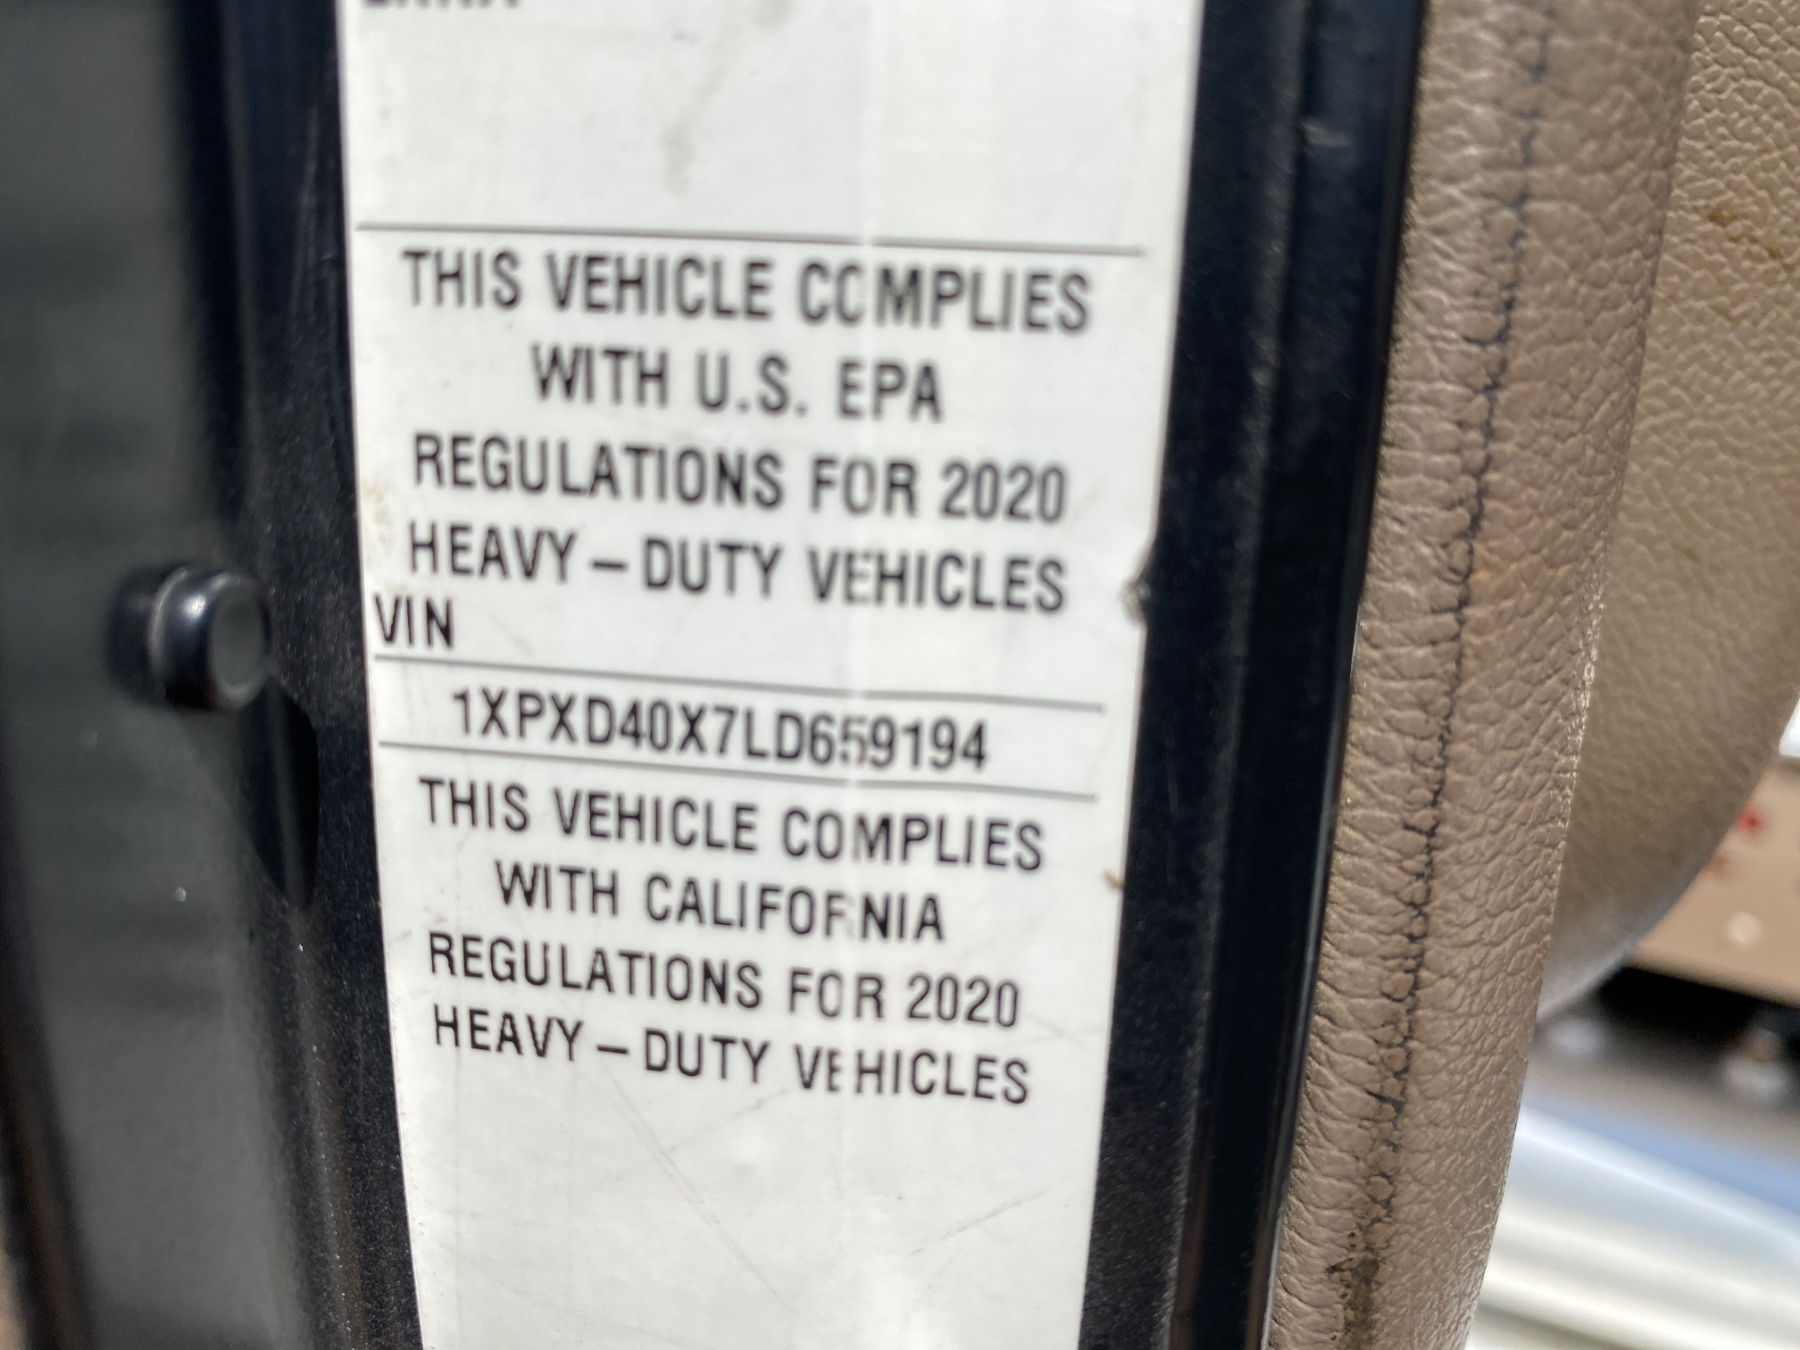 THIS VEHICLE COMPLIES
WITH U.S. EPA
REGULATIONS FOR 2020
HEAVY-DUTY VEHICLES
VIN
1XPXD40X7LD659194
THIS VEHICLE COMPLIES
WITH CALIFORNIA
REGULATIONS FOR 2020
HEAVY-DUTY VEHICLES